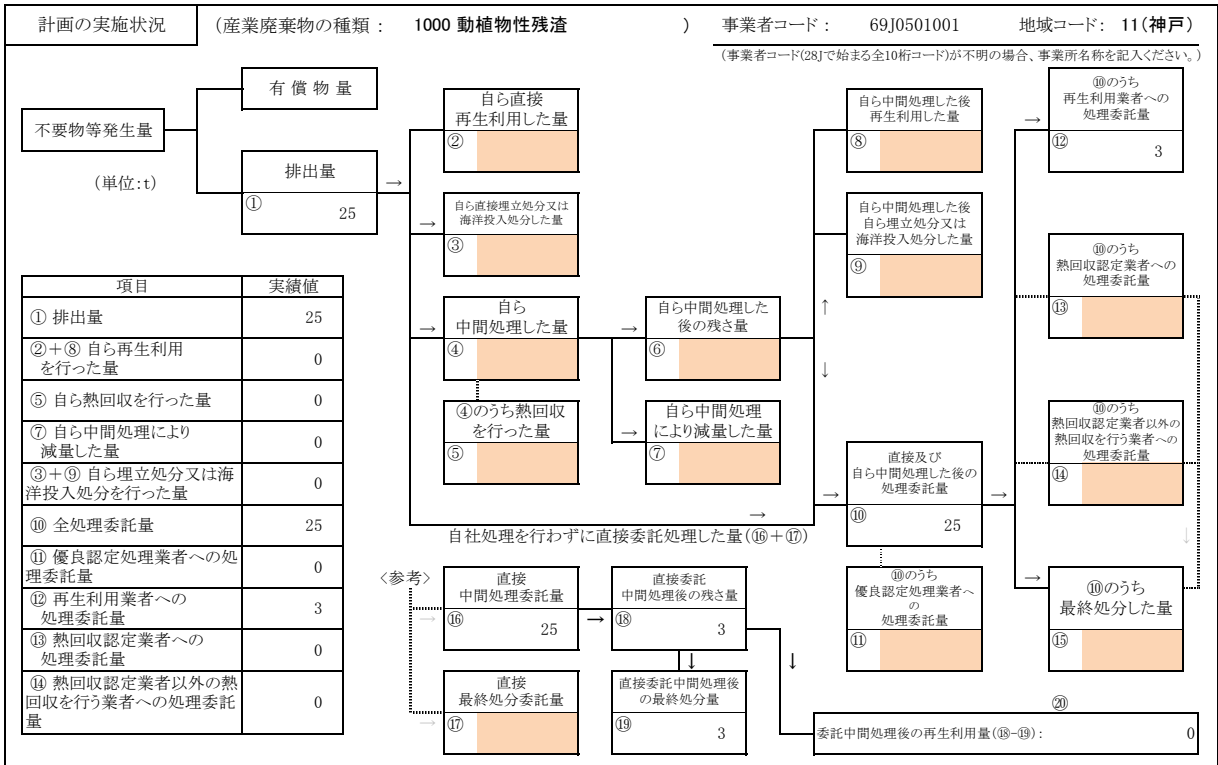 計画の実施状況 (産業廃棄物の種類 : 1000 動植物性残渣 ) 事業者コード : 69J0501001 地域コード: 11(神戸)
(事業者コード(28Jで始まる全10桁コード)が不明の場合、事業所名称を記入ください。)
不要物等発生量
(単位:t)
有 償 物 量
排出量
→
① 25
自ら直接
再生利用した量
②
→
自ら直接埋立処分又は
海洋投入処分した量
③
→
自ら
中間処理した量
④
④のうち熱回収
を行った量
⑤
→
自ら中間処理した
後の残さ量
⑥
→
自ら中間処理
により減量した量
⑦
自ら中間処理した後
再生利用した量
⑧
自ら中間処理した後
自ら埋立処分又は
海洋投入処分した量
⑨
↑
↓
→
直接及び
自ら中間処理した後の
処理委託量
⑩ 25
→
⑩のうち
優良認定処理業者へ
の
処理委託量
⑪
→
⑩のうち
再生利用業者への
処理委託量
⑫ 3
⑩のうち
熱回収認定業者への
処理委託量
⑬
⑩のうち
熱回収認定業者以外の
熱回収を行う業者への
処理委託量
⑭
↓
→
⑩のうち
最終処分した量
⑮
→
自社処理を行わずに直接委託処理した量(⑯+⑰)
項目 実績値
① 排出量 25
②+⑧ 自ら再生利用
を行った量 0
⑤ 自ら熱回収を行った量 0
⑦ 自ら中間処理により
減量した量 0
③+⑨ 自ら埋立処分又は海
洋投入処分を行った量 0
⑩ 全処理委託量 25
⑪ 優良認定処理業者への処
理委託量 0
⑫ 再生利用業者への
処理委託量 3
⑬ 熱回収認定業者への
処理委託量 0
⑭ 熱回収認定業者以外の熱
回収を行う業者への処理委託
量 0
<参考>
→
直接
中間処理委託量
⑯ 25
→
直接委託
中間処理後の残さ量
⑱ 3
→
直接
最終処分委託量
⑰
↓
直接委託中間処理後
の最終処分量
⑲ 3
↓
⑳
委託中間処理後の再生利用量(⑱-⑲) : 0